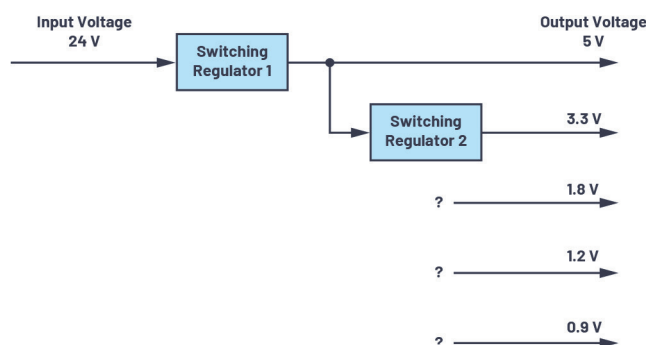 Input Voltage
24 V
Output Voltage
5 V
Switching
Regulator 1
3.3 V
Switching
Regulator 2
1.8 V
?
1.2 V
?
0.9 V
?